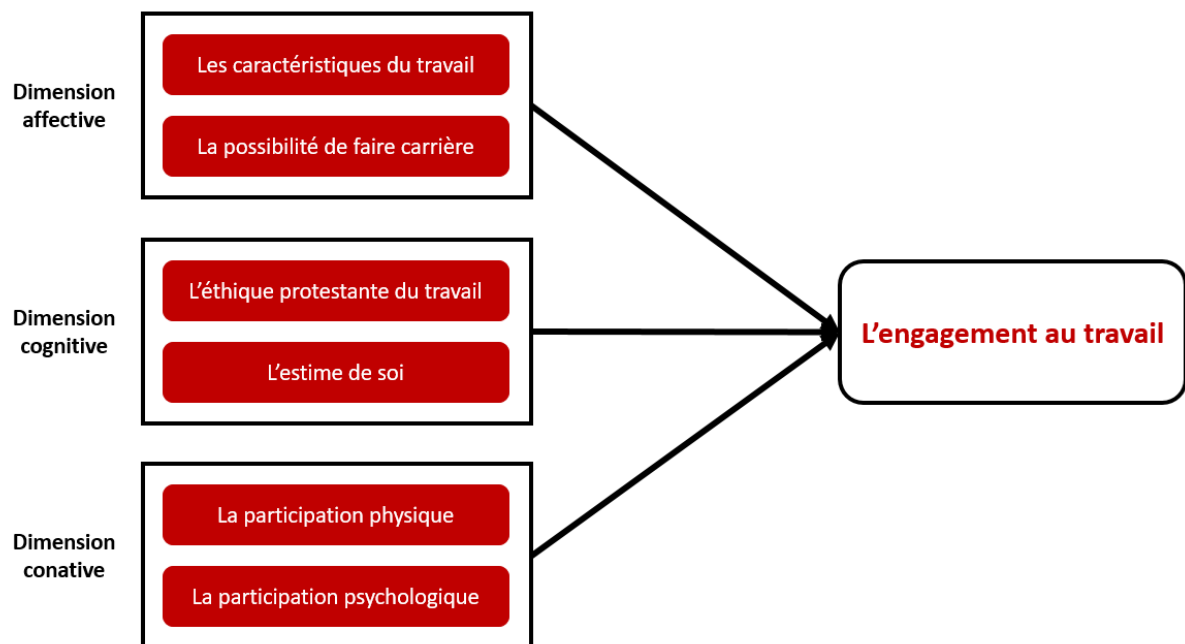 Dimension
affective
Les caractéristiques du travail
La possibilité de faire carrière
Dimension
cognitive
L’éthique protestante du travail
L’estime de soi
Dimension
conative
La participation physique
La participation psychologique
L’engagement au travail